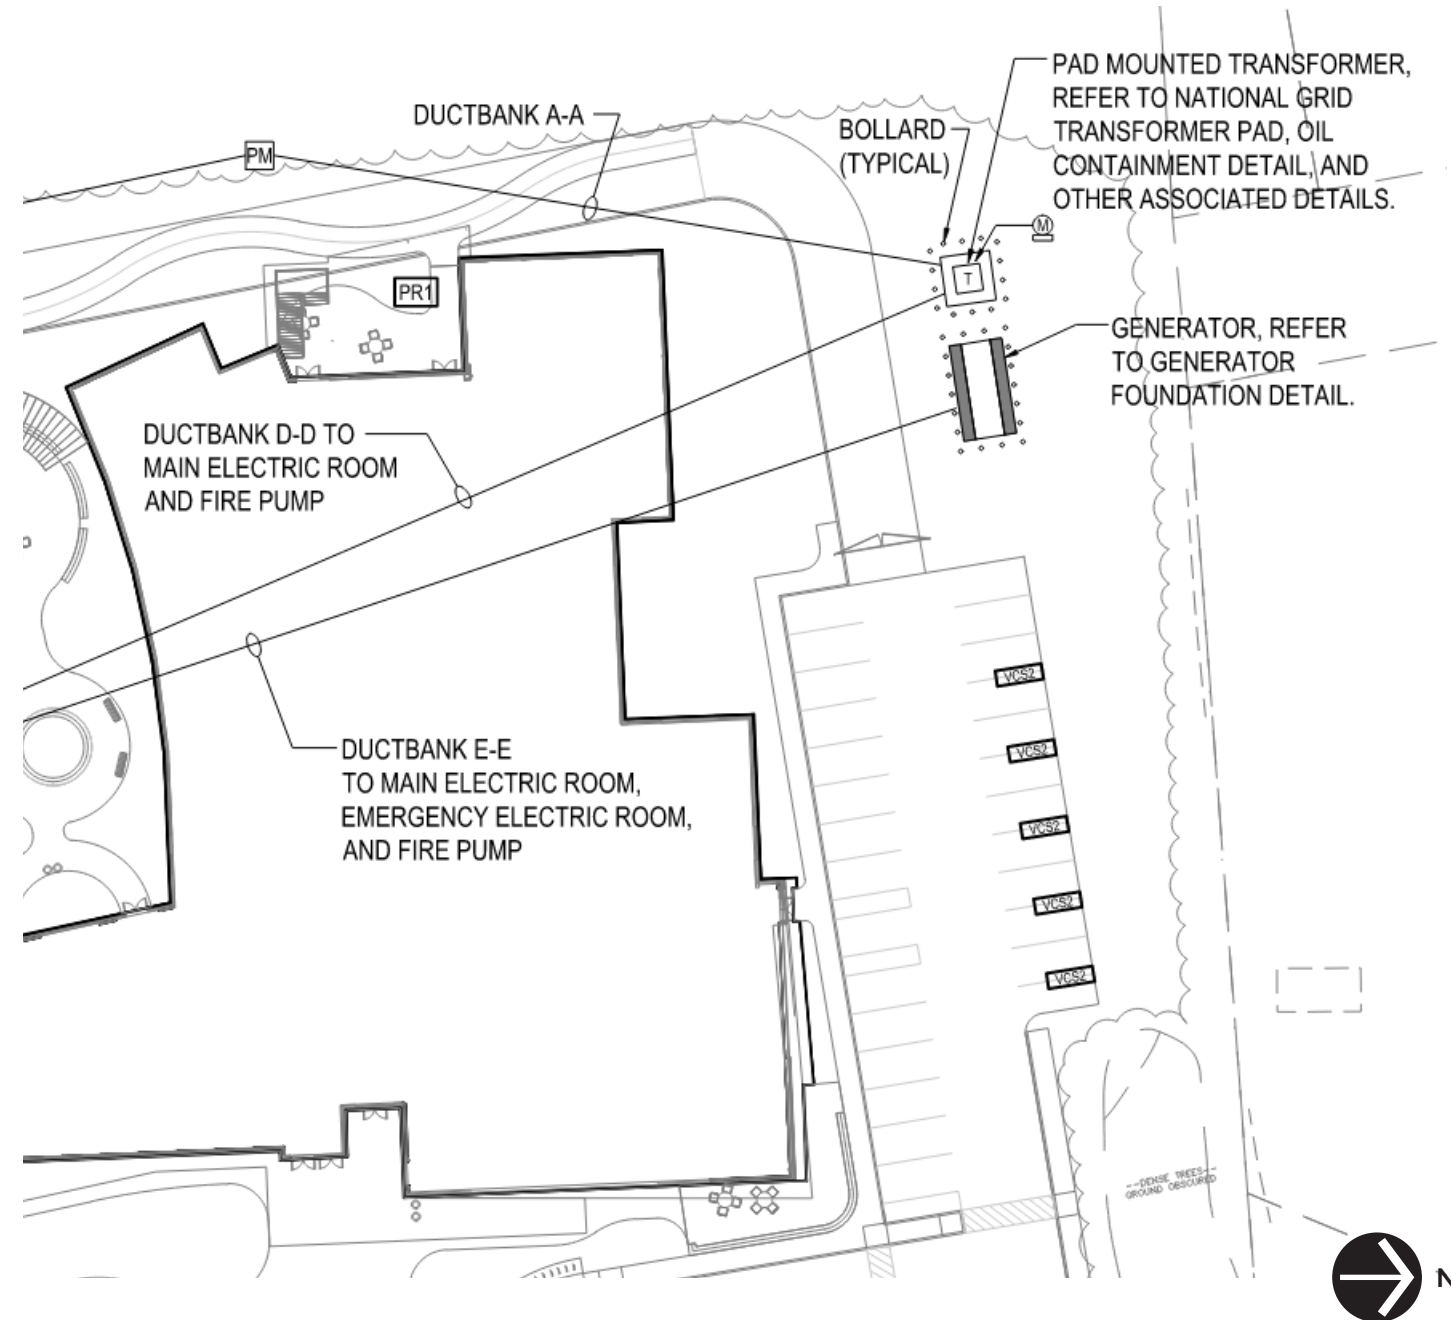 PAD MOUNTED TRANSFORMER,
REFER TO NATIONAL GRID
TRANSFORMER PAD, OIL
CONTAINMENT DETAIL, AND
OTHER ASSOCIATED DETAILS.
DUCTBANK A-A
BOLLARD
(TYPICAL)
PM
M
T
PR1
GENERATOR, REFER
TO GENERATOR
FOUNDATION DETAIL.
DUCTBANK D-D TO
MAIN ELECTRIC ROOM
AND FIRE PUMP
VCS2
VCS2
VCS2
VCS2
VCS2
DUCTBANK E-E
TO MAIN ELECTRIC ROOM,
EMERGENCY ELECTRIC ROOM,
AND FIRE PUMP
--DENSE TREES--
GROUND OBSCURED
N